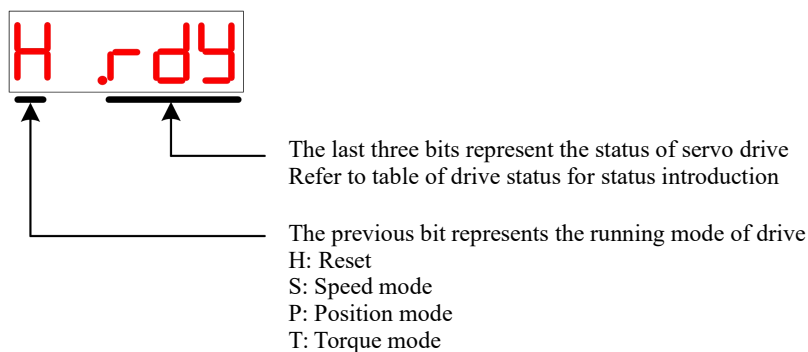 H .rdy
The last three bits represent the status of servo drive
Refer to table of drive status for status introduction
The previous bit represents the running mode of drive
H: Reset
S: Speed mode
P: Position mode
T: Torque mode